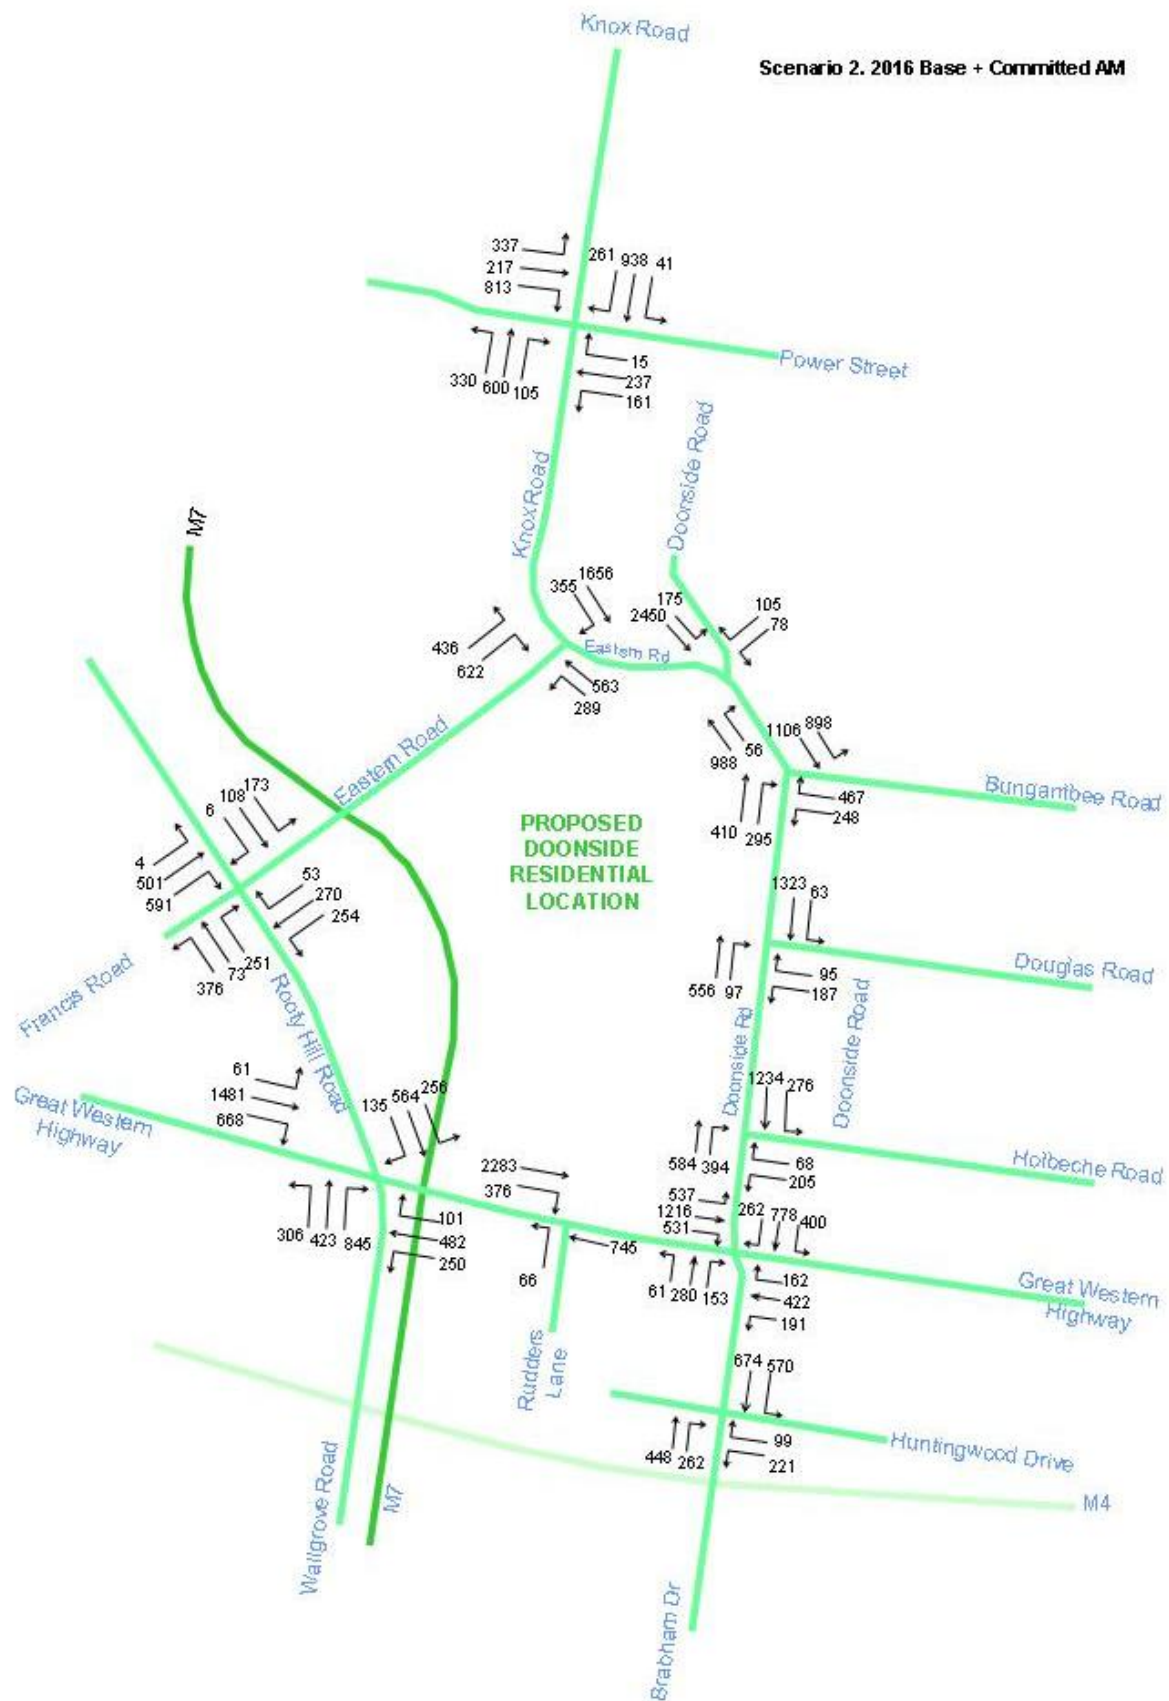 Knox Road
Scenario 2. 2016 Base + Committed AM
337
217
813
261 938 41
330 600 105
15
237
161
Power Street
Doonside Road
Knox Road
M7
355 1656
175
2450
105
78
436
622
Eastern Rd
563
289
1106 898
56
988
Eastern Road
Bungarribee Road
467
248
410 295
6 108 173
4
501
591
PROPOSED
DOONSIDE
RESIDENTIAL
LOCATION
53
270
254
1323 63
376 73 251
Francis Road
Rooty Hill Road
Douglas Road
95
187
556 97
Doonside Rd
Doonside Road
61
1481
668
135 564 256
1234 276
Great Western
Highway
584 394
68
205
Holbeche Road
2283
376
537
1216
531
262 778 400
306 423 845
101
482
250
66
745
61 280 153
162
422
191
Great Western
Highway
Rudders
Lane
674 570
448 262
99
221
Huntingwood Drive
M4
Wallgrove Road
M7
Brabham Dr